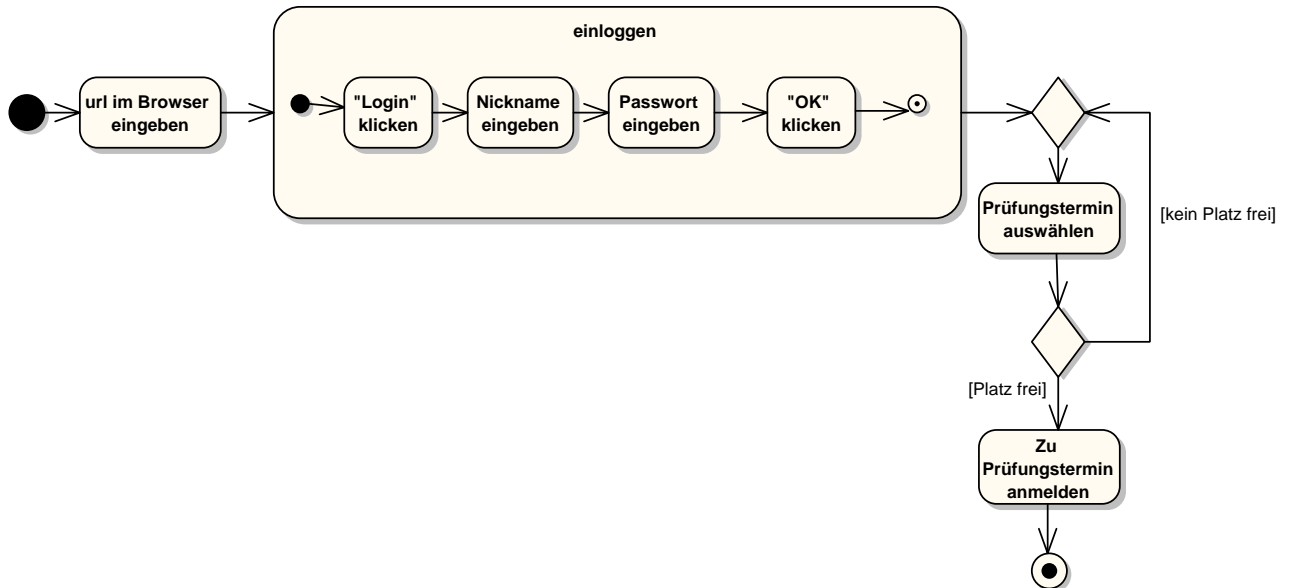 einloggen
url im Browser
eingeben
"Login"
klicken
Nickname
eingeben
Passwort
eingeben
"OK"
klicken
Prüfungstermin
auswählen
[kein Platz frei]
[Platz frei]
Zu
Prüfungstermin
anmelden